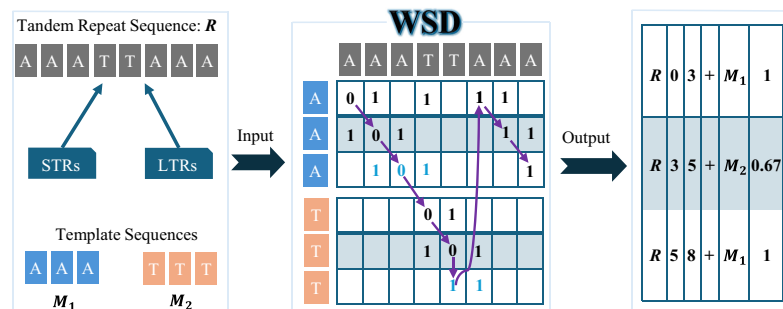 Tandem Repeat Sequence: R
A A A T T A A A
STRs LTRs
Template Sequences
A A A T T T
M₁ M₂
Input
WSD
A A A T T A A A
A 0 1 1 1 1
A 1 0 1 1 1
A 1 0 1 1
T 0 1
T 1 0 1
T 1 1
Output
R 0 3 + M₁ 1
R 3 5 + M₂ 0.67
R 5 8 + M₁ 1